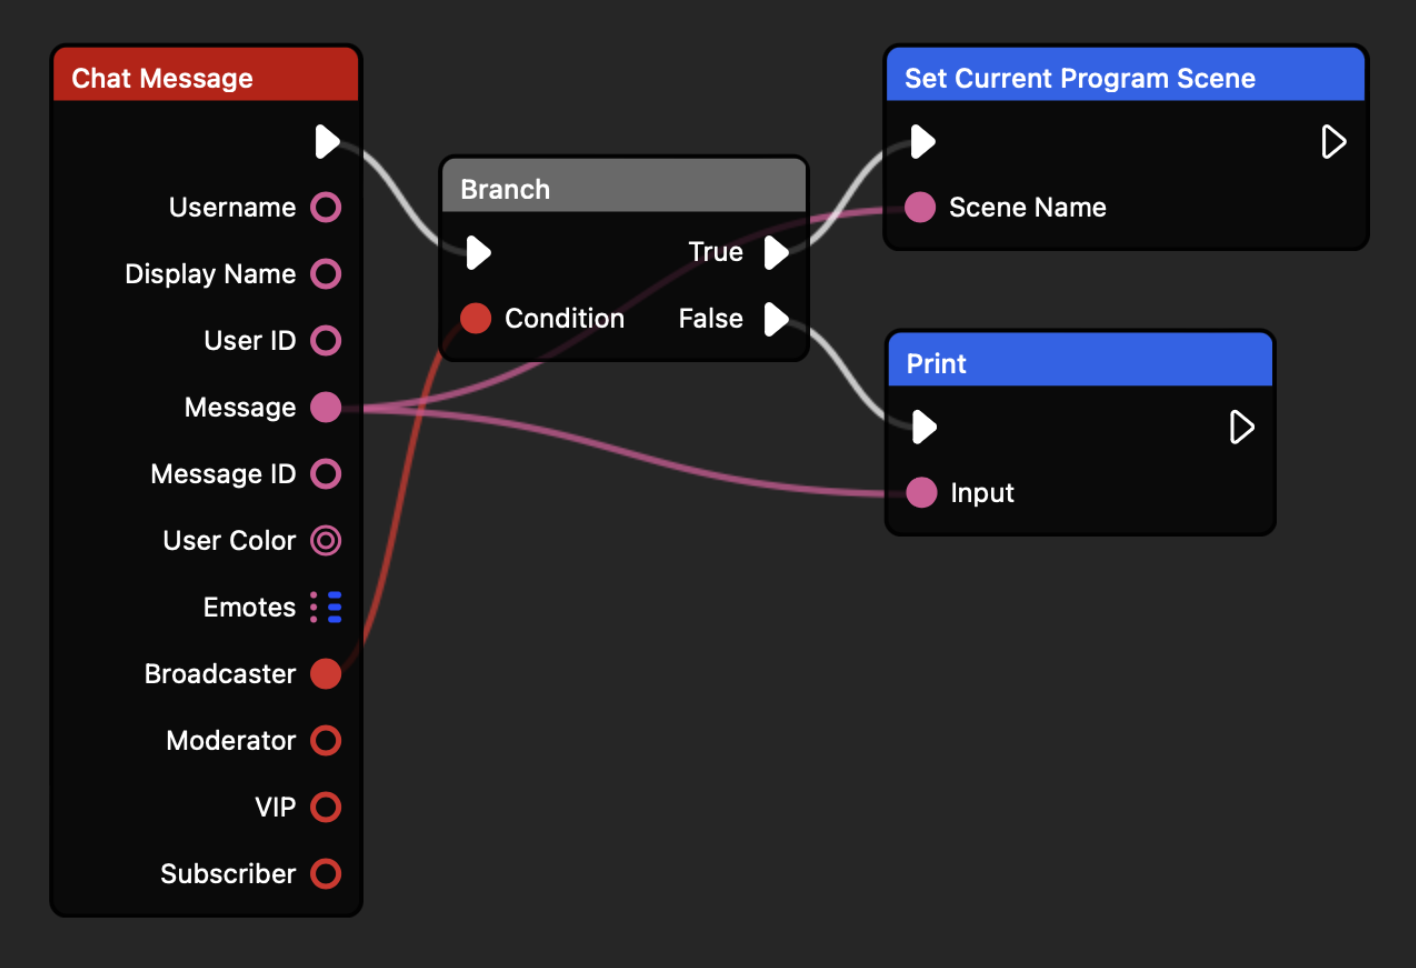 Chat Message
Username
Display Name
User ID
Message
Message ID
User Color
Emotes
Broadcaster
Moderator
VIP
Subscriber
Branch
True
Condition
False
Set Current Program Scene
Scene Name
Print
Input